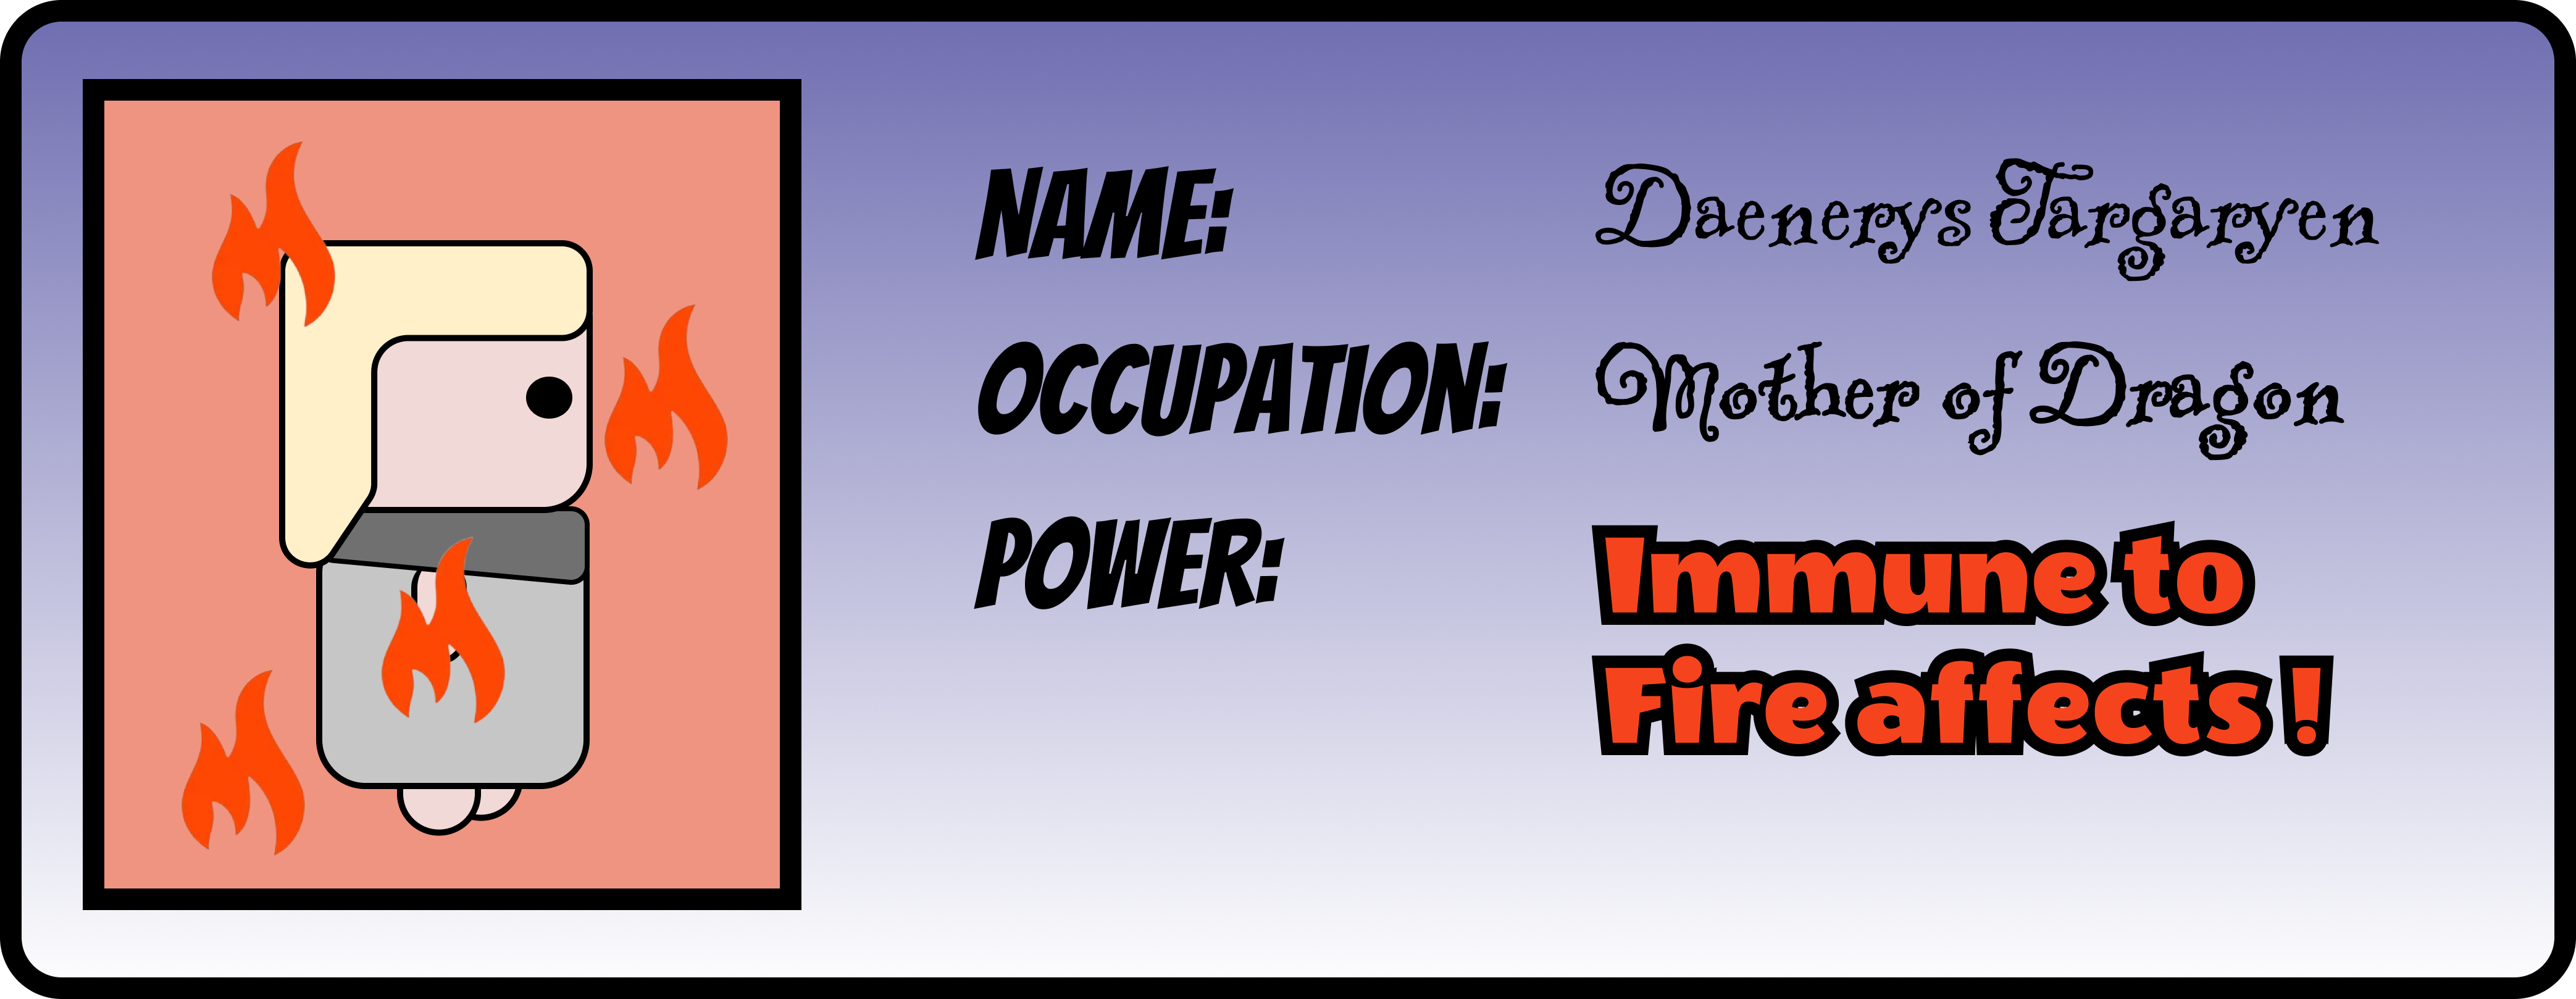 NAME: Daenerys Targaryen
OCCUPATION: Mother of Dragon
POWER: Immune to
Fire affects !